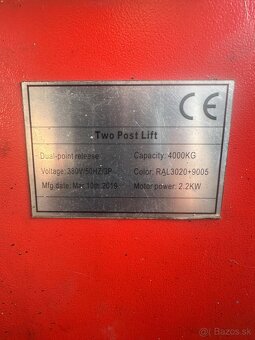 CE
Two Post Lift
Dual-point release Capacity: 4000KG
Voltage: 380V/50HZ/3P Color: RAL3020+9005
Mfg date: Mar.10th.2019 Motor power: 2.2KW
bazos.sk